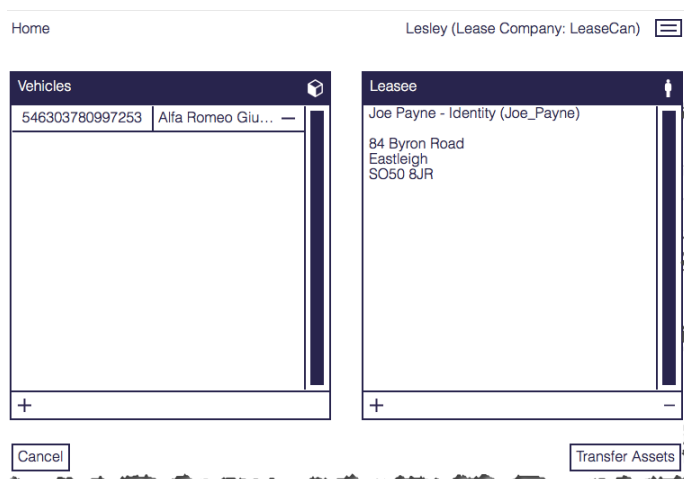 Home
Lesley (Lease Company: LeaseCan)
Vehicles
546303780997253 Alfa Romeo Giu... −
+
Leasee
Joe Payne - Identity (Joe_Payne)
84 Byron Road
Eastleigh
SO50 8JR
+ −
Cancel
Transfer Assets